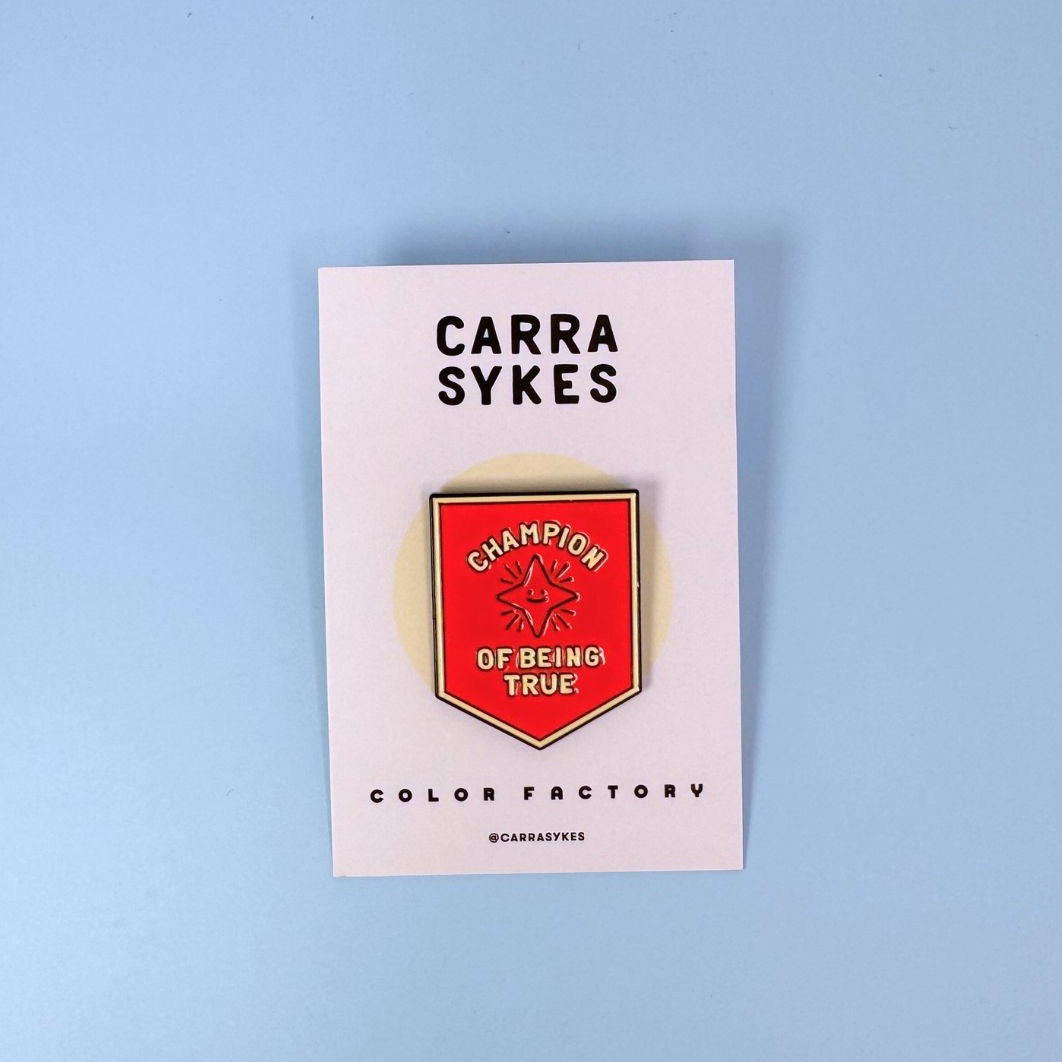 CARRA
SYKES
CHAMPION
OF BEING
TRUE
COLOR FACTORY
@CARRASYKES